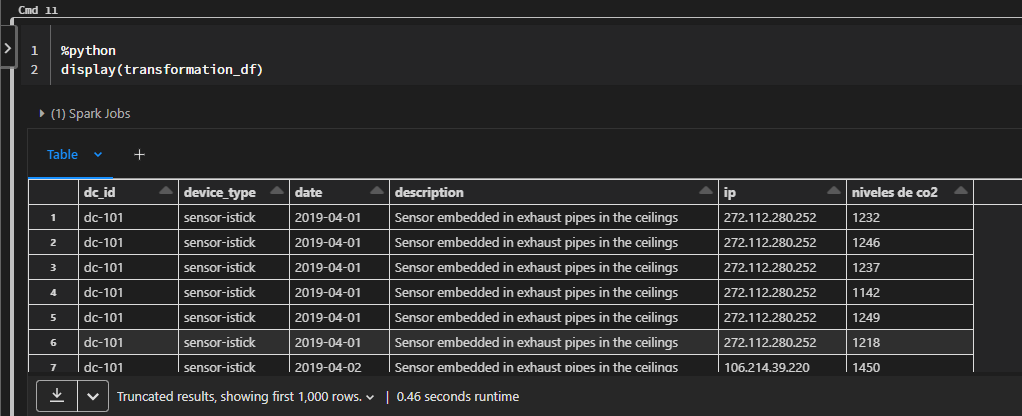 Cmd 11
1 %python
2 display(transformation_df)
(1) Spark Jobs
Table +
dc_id device_type date description ip niveles de co2
1 dc-101 sensor-istick 2019-04-01 Sensor embedded in exhaust pipes in the ceilings 272.112.280.252 1232
2 dc-101 sensor-istick 2019-04-01 Sensor embedded in exhaust pipes in the ceilings 272.112.280.252 1246
3 dc-101 sensor-istick 2019-04-01 Sensor embedded in exhaust pipes in the ceilings 272.112.280.252 1237
4 dc-101 sensor-istick 2019-04-01 Sensor embedded in exhaust pipes in the ceilings 272.112.280.252 1142
5 dc-101 sensor-istick 2019-04-01 Sensor embedded in exhaust pipes in the ceilings 272.112.280.252 1249
6 dc-101 sensor-istick 2019-04-01 Sensor embedded in exhaust pipes in the ceilings 272.112.280.252 1218
7 dc-101 sensor-istick 2019-04-02 Sensor embedded in exhaust pipes in the ceilings 106.214.39.220 1450
Truncated results, showing first 1,000 rows. | 0.46 seconds runtime